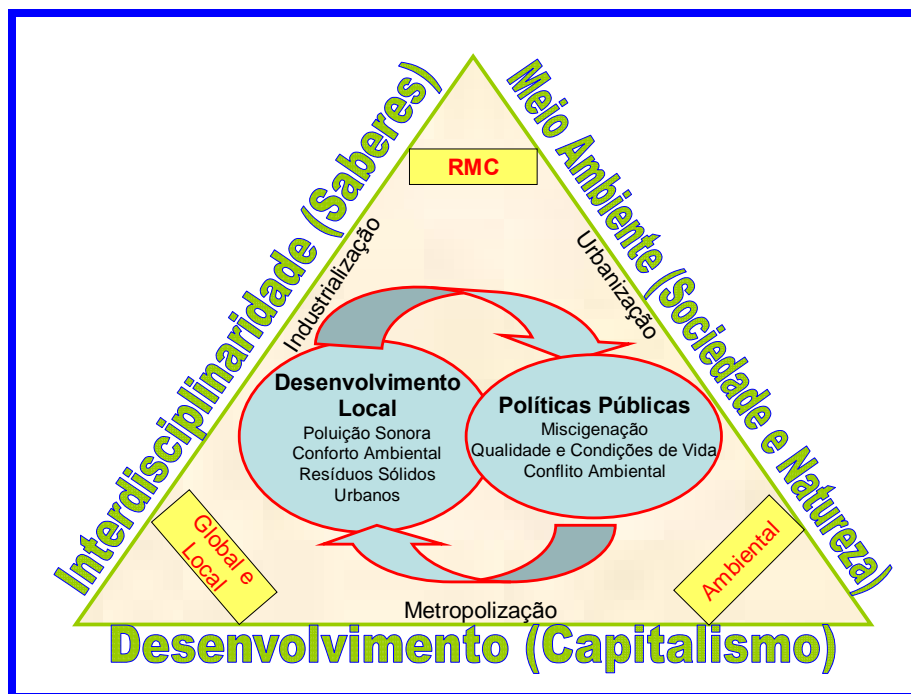 Interdisciplinaridade (Saberes)
Meio Ambiente (Sociedade e Natureza)
RMC
Industrialização
Urbanização
Desenvolvimento
Local
Poluição Sonora
Conforto Ambiental
Resíduos Sólidos
Urbanos
Políticas Públicas
Miscigenação
Qualidade e Condições de Vida
Conflito Ambiental
Global e
Local
Ambiental
Metropolização
Desenvolvimento (Capitalismo)